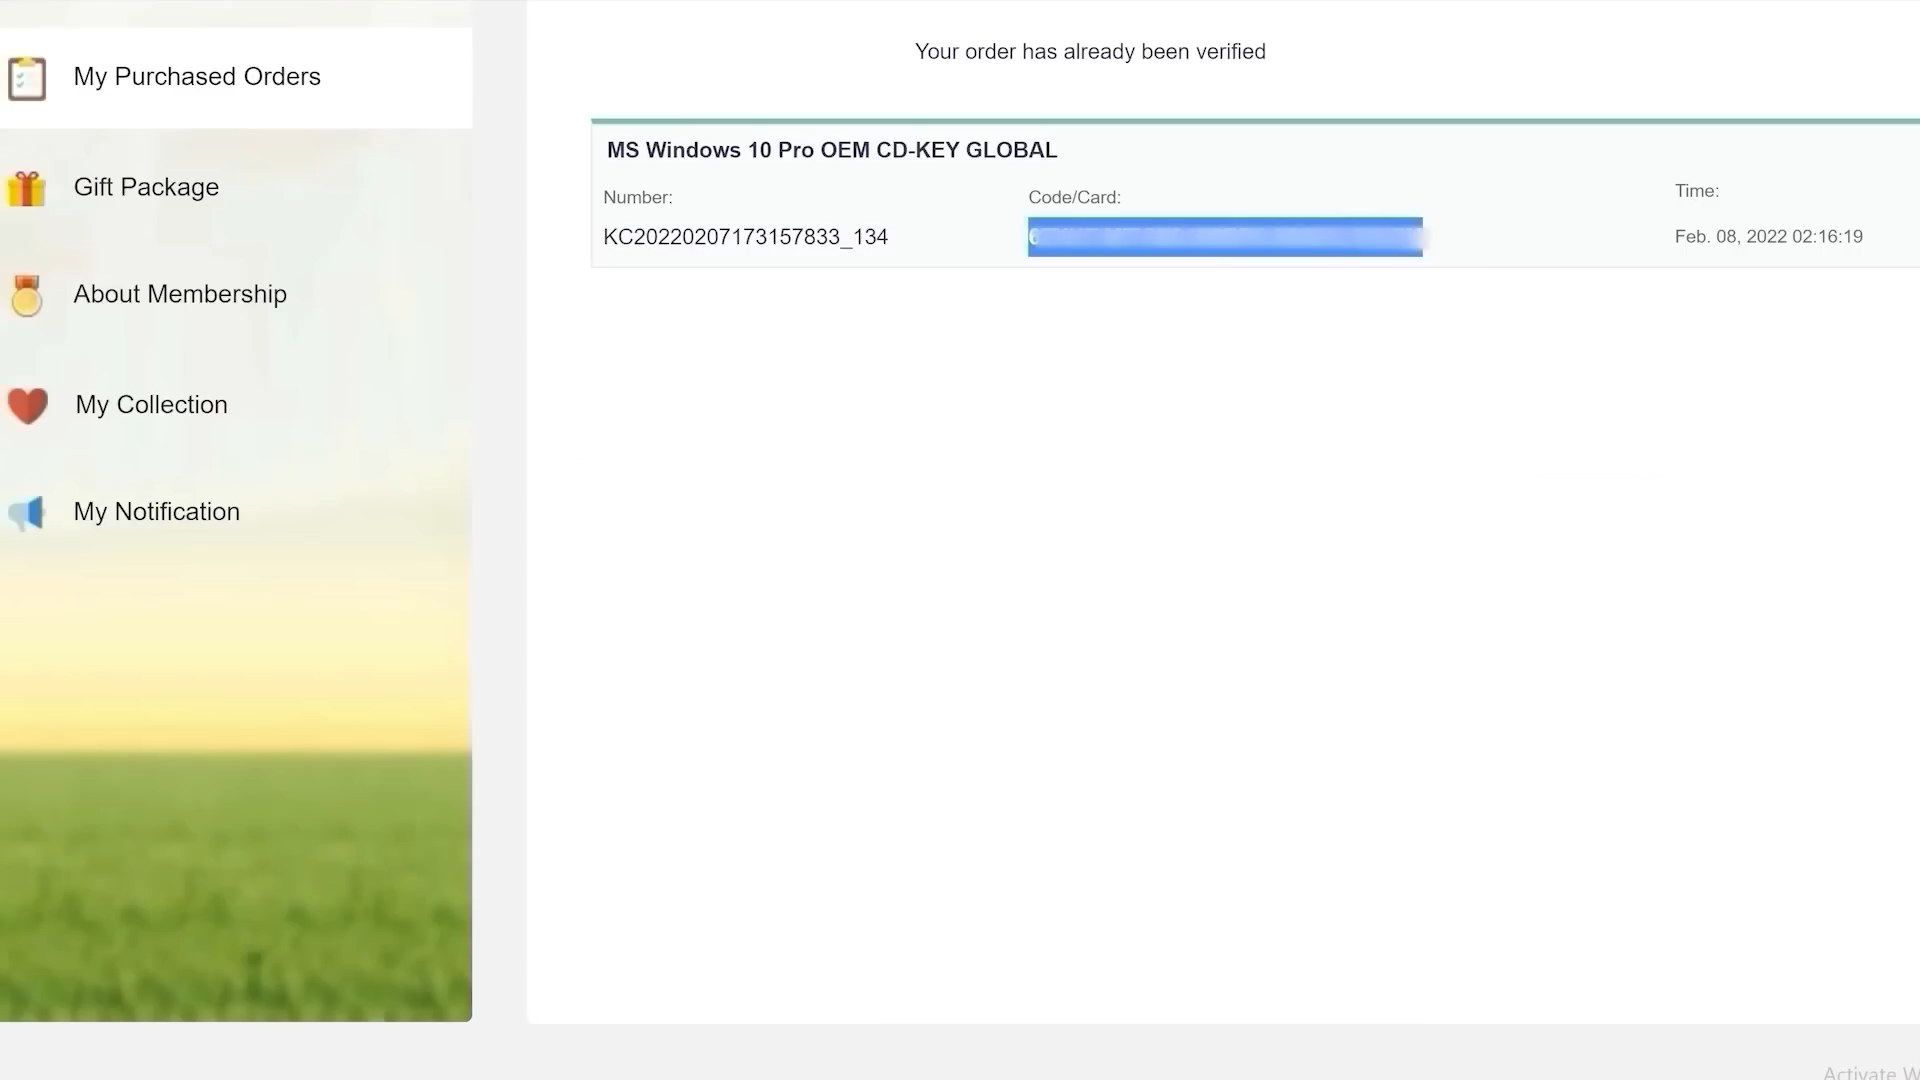 My Purchased Orders
Gift Package
About Membership
My Collection
My Notification
Your order has already been verified
MS Windows 10 Pro OEM CD-KEY GLOBAL
Number:
Code/Card:
Time:
KC20220207173157833_134
Feb. 08, 2022 02:16:19
Activate W